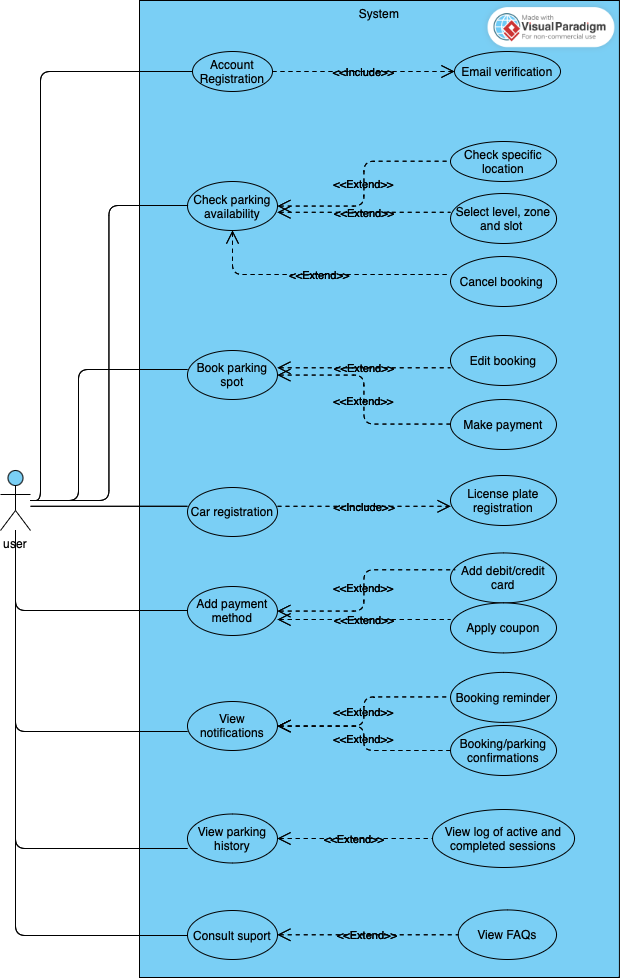 System
Made with
VisualParadigm
For non-commercial use
Account
Registration
<<Include>>
Email verification
Check specific
location
<<Extend>>
Check parking
availability
<<Extend>>
Select level, zone
and slot
<<Extend>>
Cancel booking
Book parking
spot
<<Extend>>
Edit booking
<<Extend>>
Make payment
Car registration
<<Include>>
License plate
registration
user
Add payment
method
<<Extend>>
Add debit/credit
card
<<Extend>>
Apply coupon
View
notifications
<<Extend>>
Booking reminder
<<Extend>>
Booking/parking
confirmations
View parking
history
<<Extend>>
View log of active and
completed sessions
Consult suport
<<Extend>>
View FAQs